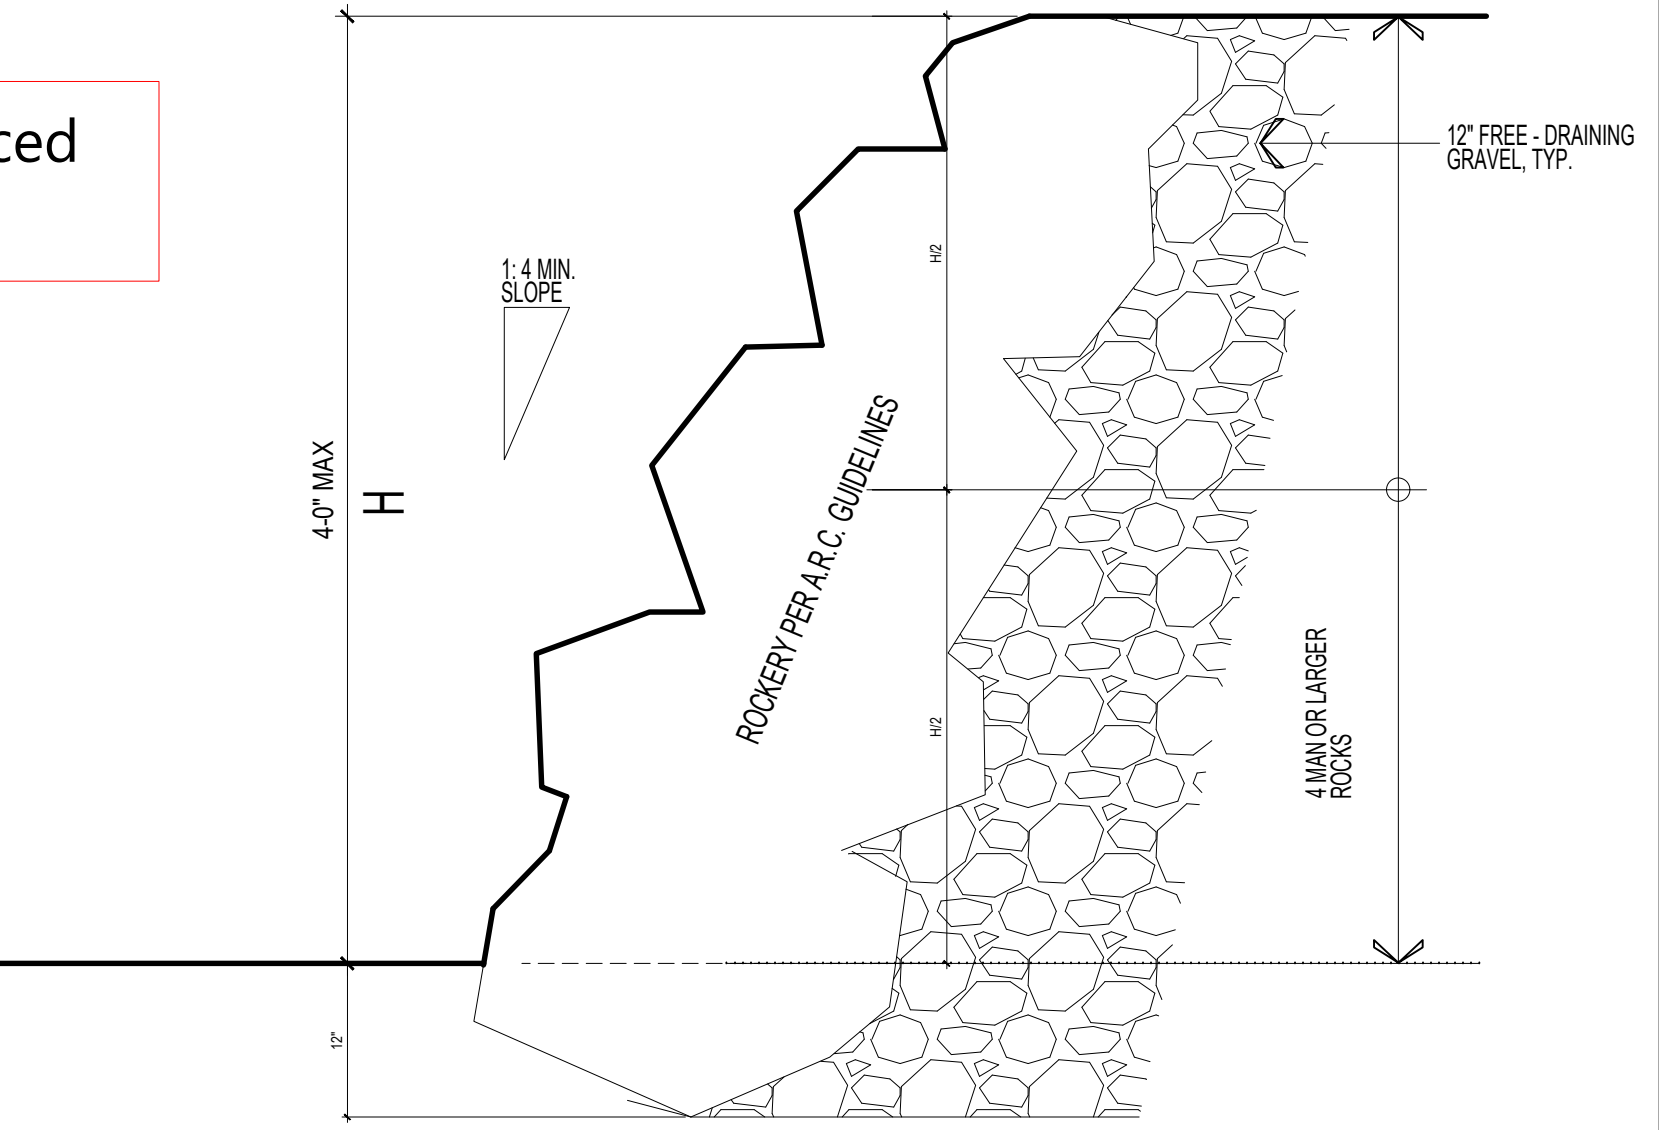 ced
12" FREE - DRAINING
GRAVEL, TYP.
1: 4 MIN.
SLOPE
H/2
4-0" MAX
H
ROCKERY PER A.R.C. GUIDELINES
H/2
4 MAN OR LARGER
ROCKS
12"